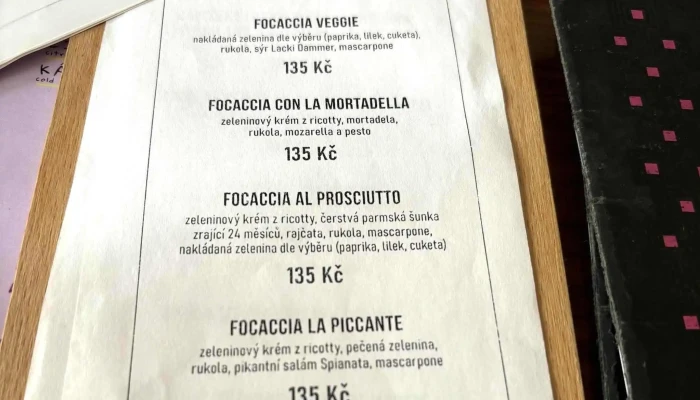 FOCACCIA VEGGIE
nakládaná zelenina dle výběru (paprika, lilek, cuketa),
rukola, sýr Lacki Dammer, mascarpone
135 Kč
FOCACCIA CON LA MORTADELLA
zeleninový krém z ricotty, mortadela,
rukola, mozarella a pesto
135 Kč
FOCACCIA AL PROSCIUTTO
zeleninový krém z ricotty, čerstvá parmská šunka
zrající 24 měsíců, rajčata, rukola, mascarpone,
nakládaná zelenina dle výběru (paprika, lilek, cuketa)
135 Kč
FOCACCIA LA PICCANTE
zeleninový krém z ricotty, pečená zelenina,
rukola, pikantní salám Spianata, mascarpone
135 Kč